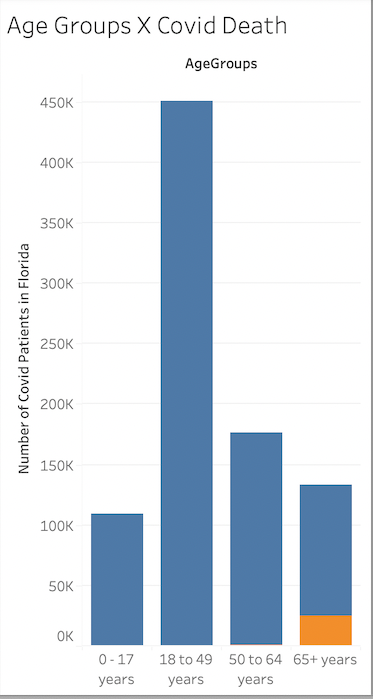 Age Groups X Covid Death
AgeGroups
Number of Covid Patients in Florida
450K
400K
350K
300K
250K
200K
150K
100K
50K
0K
0 - 17 years
18 to 49 years
50 to 64 years
65+ years